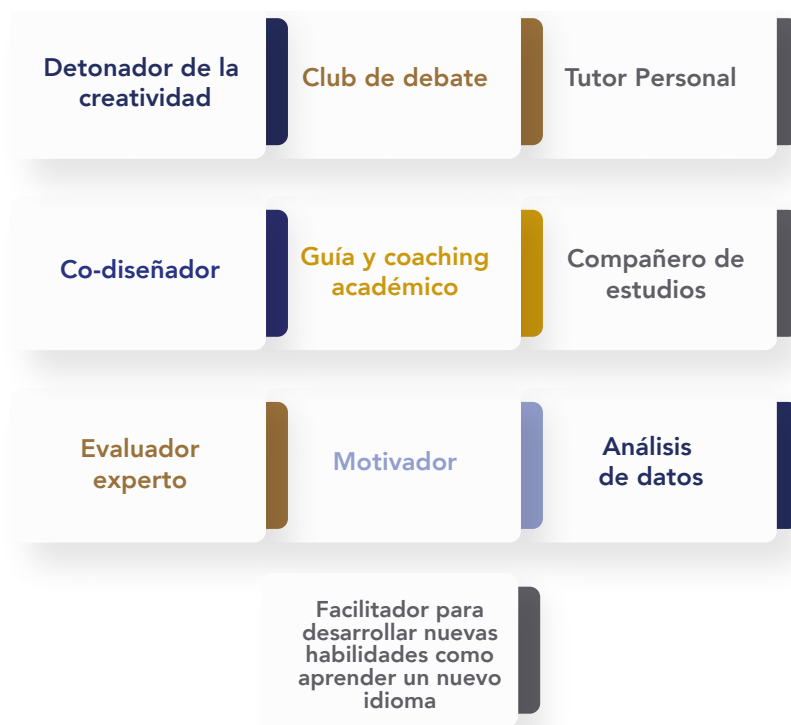 Detonador de la
creatividad
Club de debate
Tutor Personal
Co-diseñador
Guía y coaching
académico
Compañero de
estudios
Evaluador
experto
Motivador
Análisis
de datos
Facilitador para
desarrollar nuevas
habilidades como
aprender un nuevo
idioma